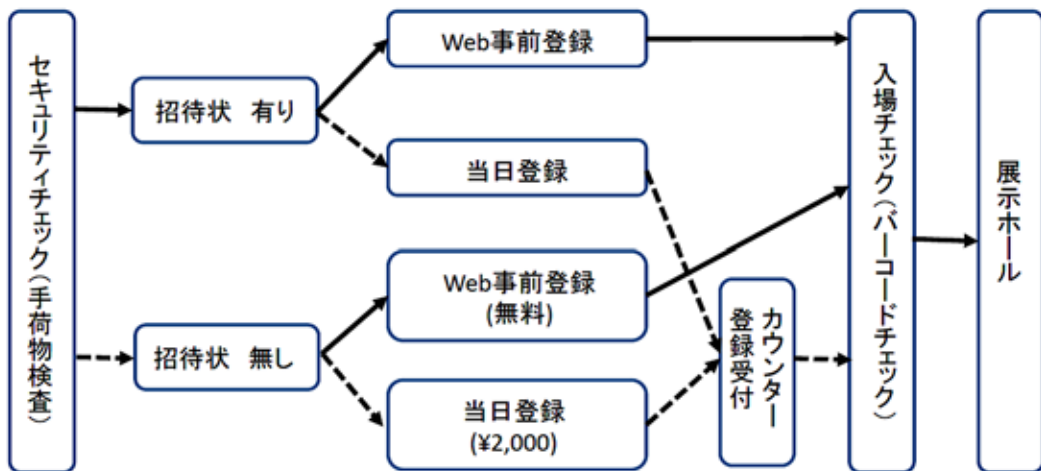 セキュリティチェック(手荷物検査)
招待状 有り
招待状 無し
Web事前登録
当日登録
Web事前登録
(無料)
当日登録
(¥2,000)
カウンター
登録受付
入場チェック(バーコードチェック)
展示ホール